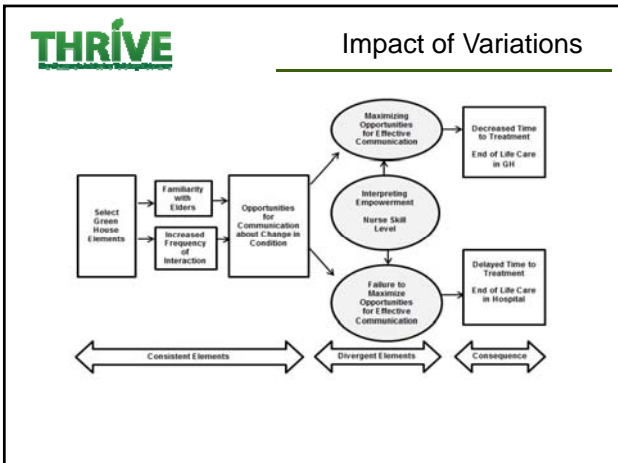 THRIVE
Impact of Variations
Select
Green
House
Elements
Familiarity
with
Elders
Increased
Frequency
of
Interaction
Opportunities
for
Communication
about Change in
Condition
Maximizing
Opportunities
for Effective
Communication
Interpreting
Empowerment
Nurse Skill
Level
Failure to
Maximize
Opportunities
for Effective
Communication
Decreased Time
to Treatment
End of Life Care
in GH
Delayed Time to
Treatment
End of Life Care
in Hospital
Consistent Elements
Divergent Elements
Consequence